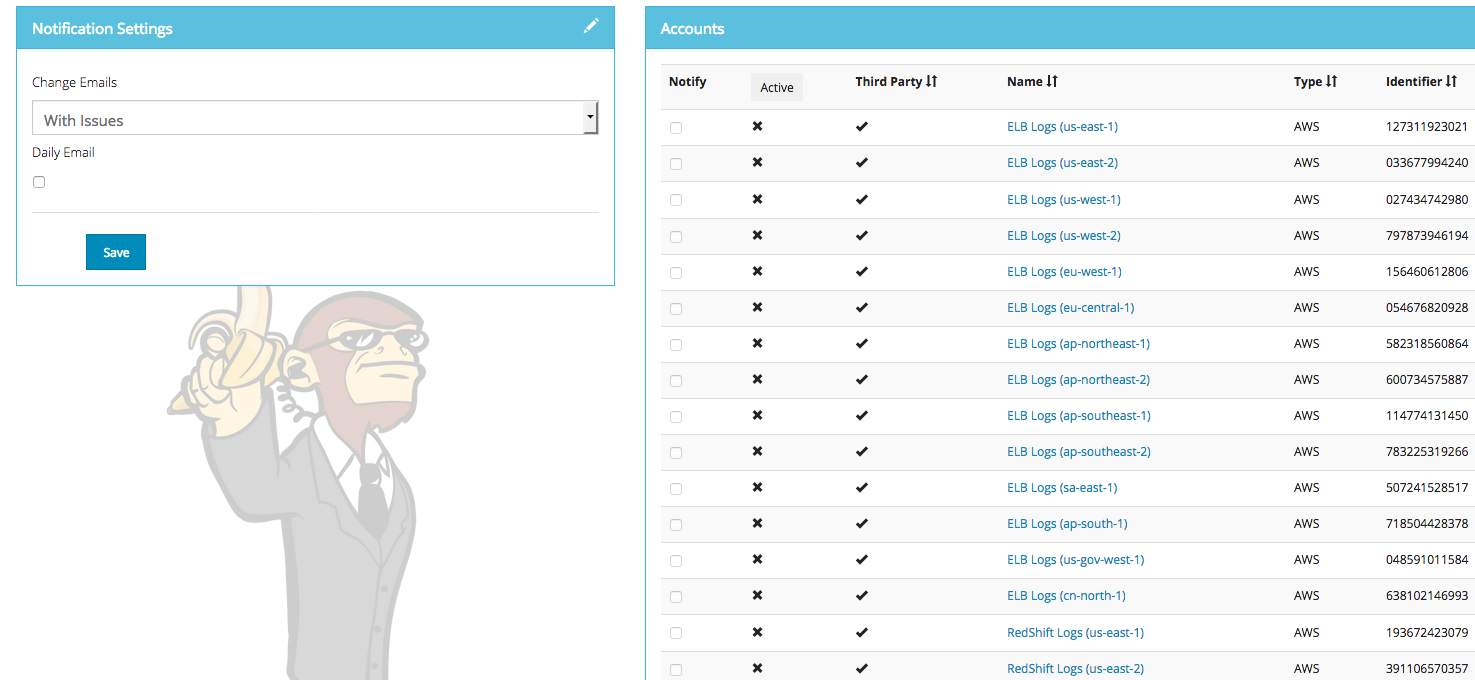 Notification Settings
Change Emails
With Issues
Daily Email
Save
Accounts
Notify Active Third Party Name Type Identifier
ELB Logs (us-east-1) AWS 127311923021
ELB Logs (us-east-2) AWS 033677994240
ELB Logs (us-west-1) AWS 027434742980
ELB Logs (us-west-2) AWS 797873946194
ELB Logs (eu-west-1) AWS 156460612806
ELB Logs (eu-central-1) AWS 054676820928
ELB Logs (ap-northeast-1) AWS 582318560864
ELB Logs (ap-northeast-2) AWS 600734575887
ELB Logs (ap-southeast-1) AWS 114774131450
ELB Logs (ap-southeast-2) AWS 783225319266
ELB Logs (sa-east-1) AWS 507241528517
ELB Logs (ap-south-1) AWS 718504428378
ELB Logs (us-gov-west-1) AWS 048591011584
ELB Logs (cn-north-1) AWS 638102146993
RedShift Logs (us-east-1) AWS 193672423079
RedShift Logs (us-east-2) AWS 391106570357